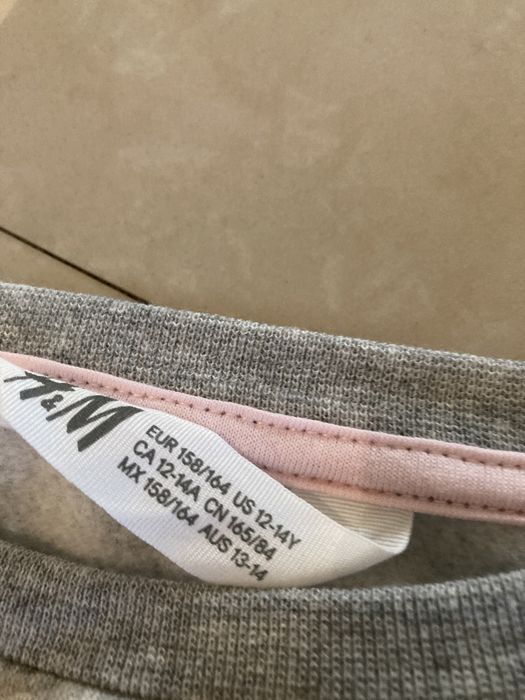 H&M
EUR 158/164 US 12-14Y
CA 12-14A CN 165/84
MX 158/164 AUS 13-14